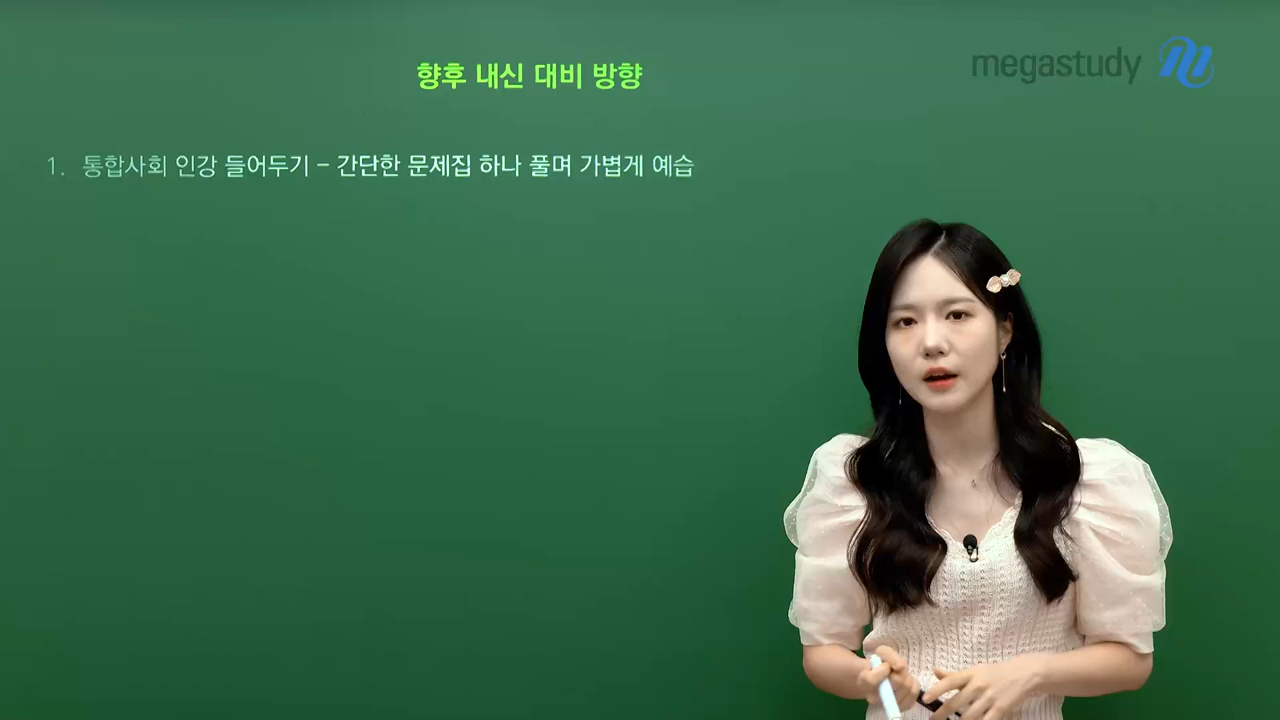 향후 내신 대비 방향
megastudy
1. 통합사회 인강 들어두기 - 간단한 문제집 하나 풀며 가볍게 예습